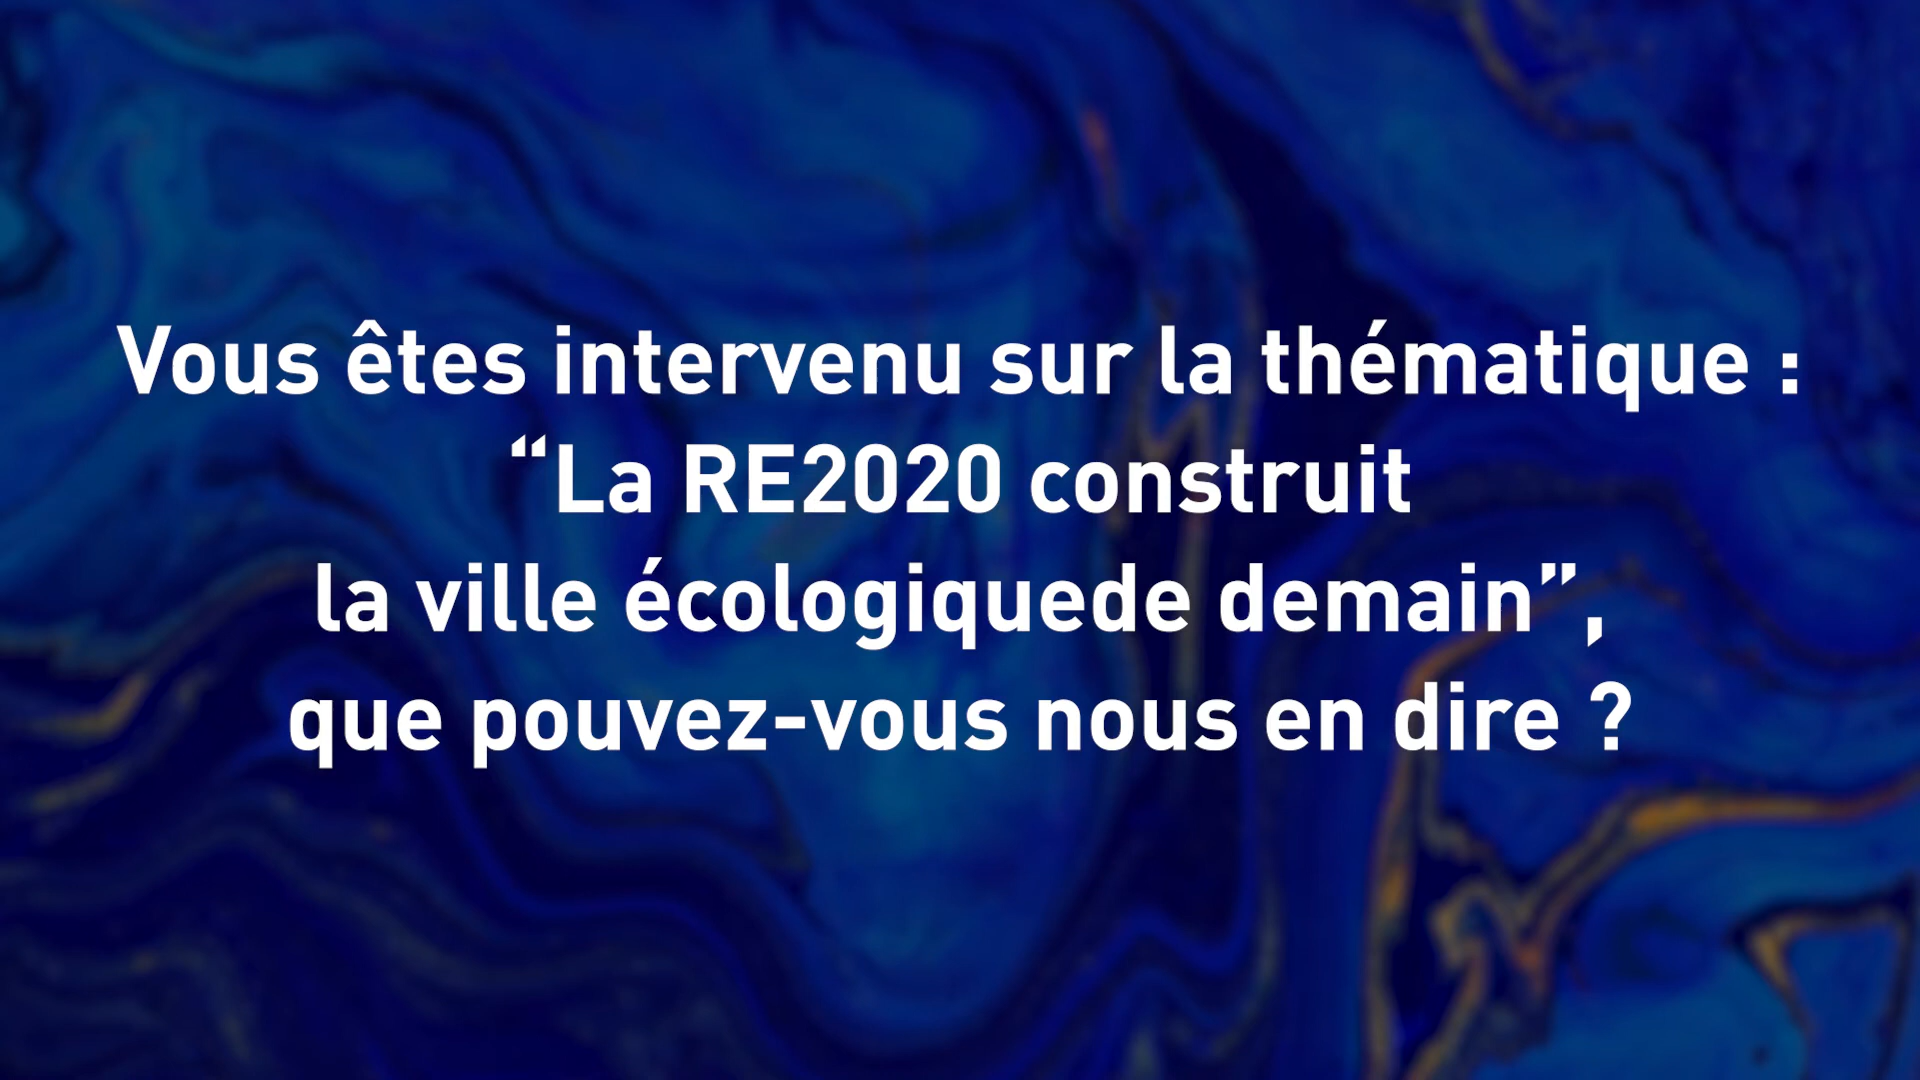 Vous êtes intervenu sur la thématique :
“La RE2020 construit
la ville écologiquede demain”,
que pouvez-vous nous en dire ?